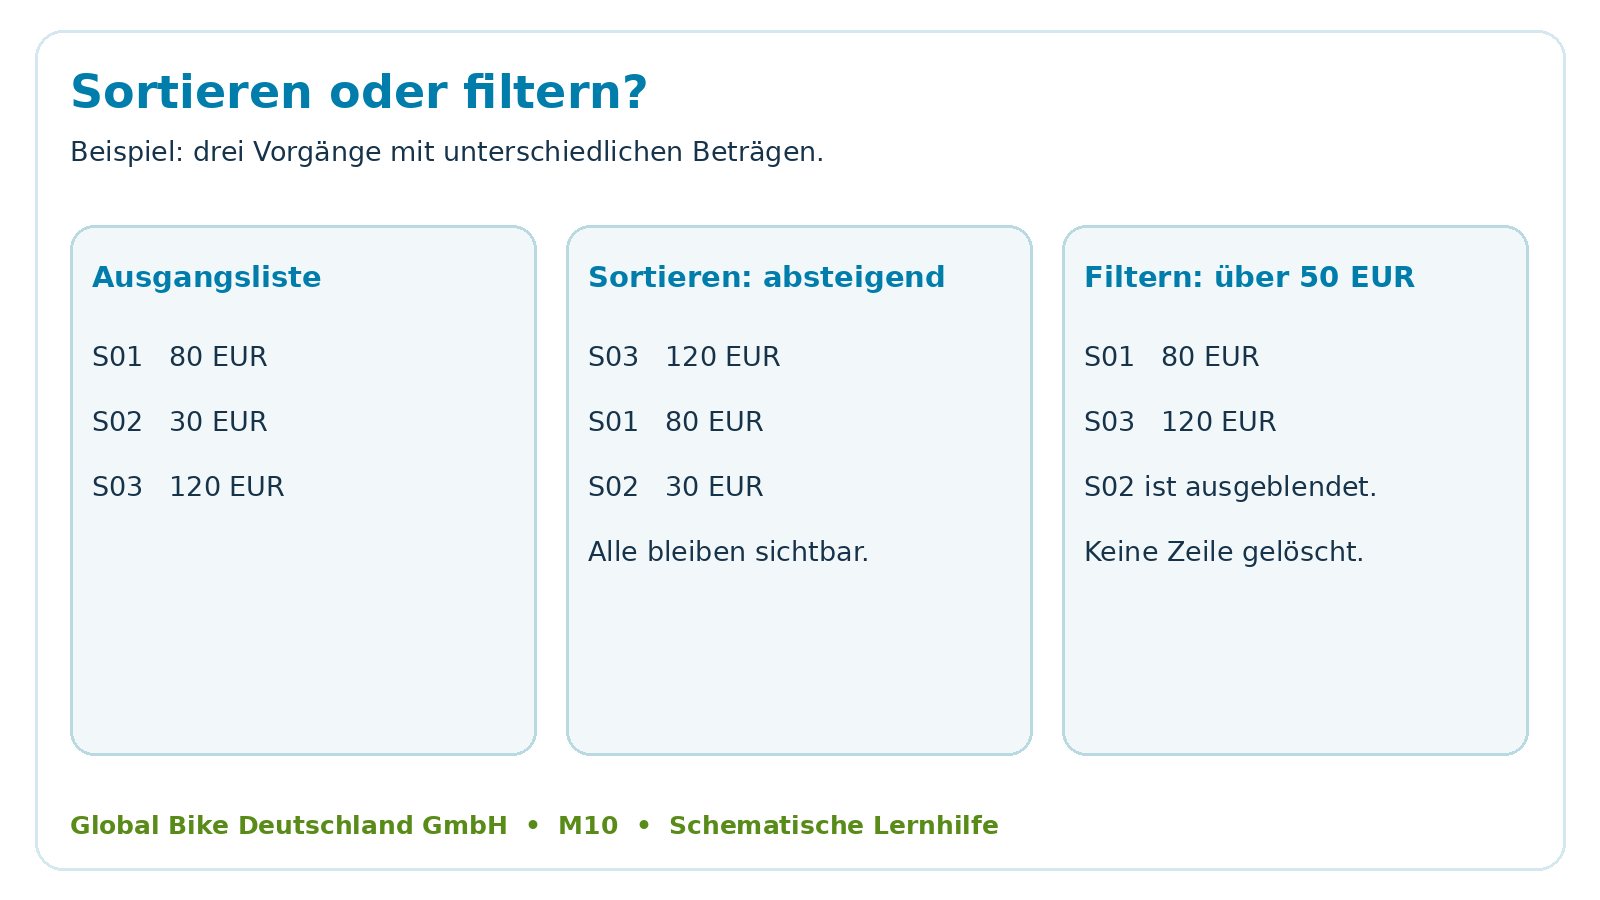 Sortieren oder filtern?
Beispiel: drei Vorgänge mit unterschiedlichen Beträgen.
Ausgangsliste
S01 80 EUR
S02 30 EUR
S03 120 EUR
Sortieren: absteigend
S03 120 EUR
S01 80 EUR
S02 30 EUR
Alle bleiben sichtbar.
Filtern: über 50 EUR
S01 80 EUR
S03 120 EUR
S02 ist ausgeblendet.
Keine Zeile gelöscht.
Global Bike Deutschland GmbH • M10 • Schematische Lernhilfe